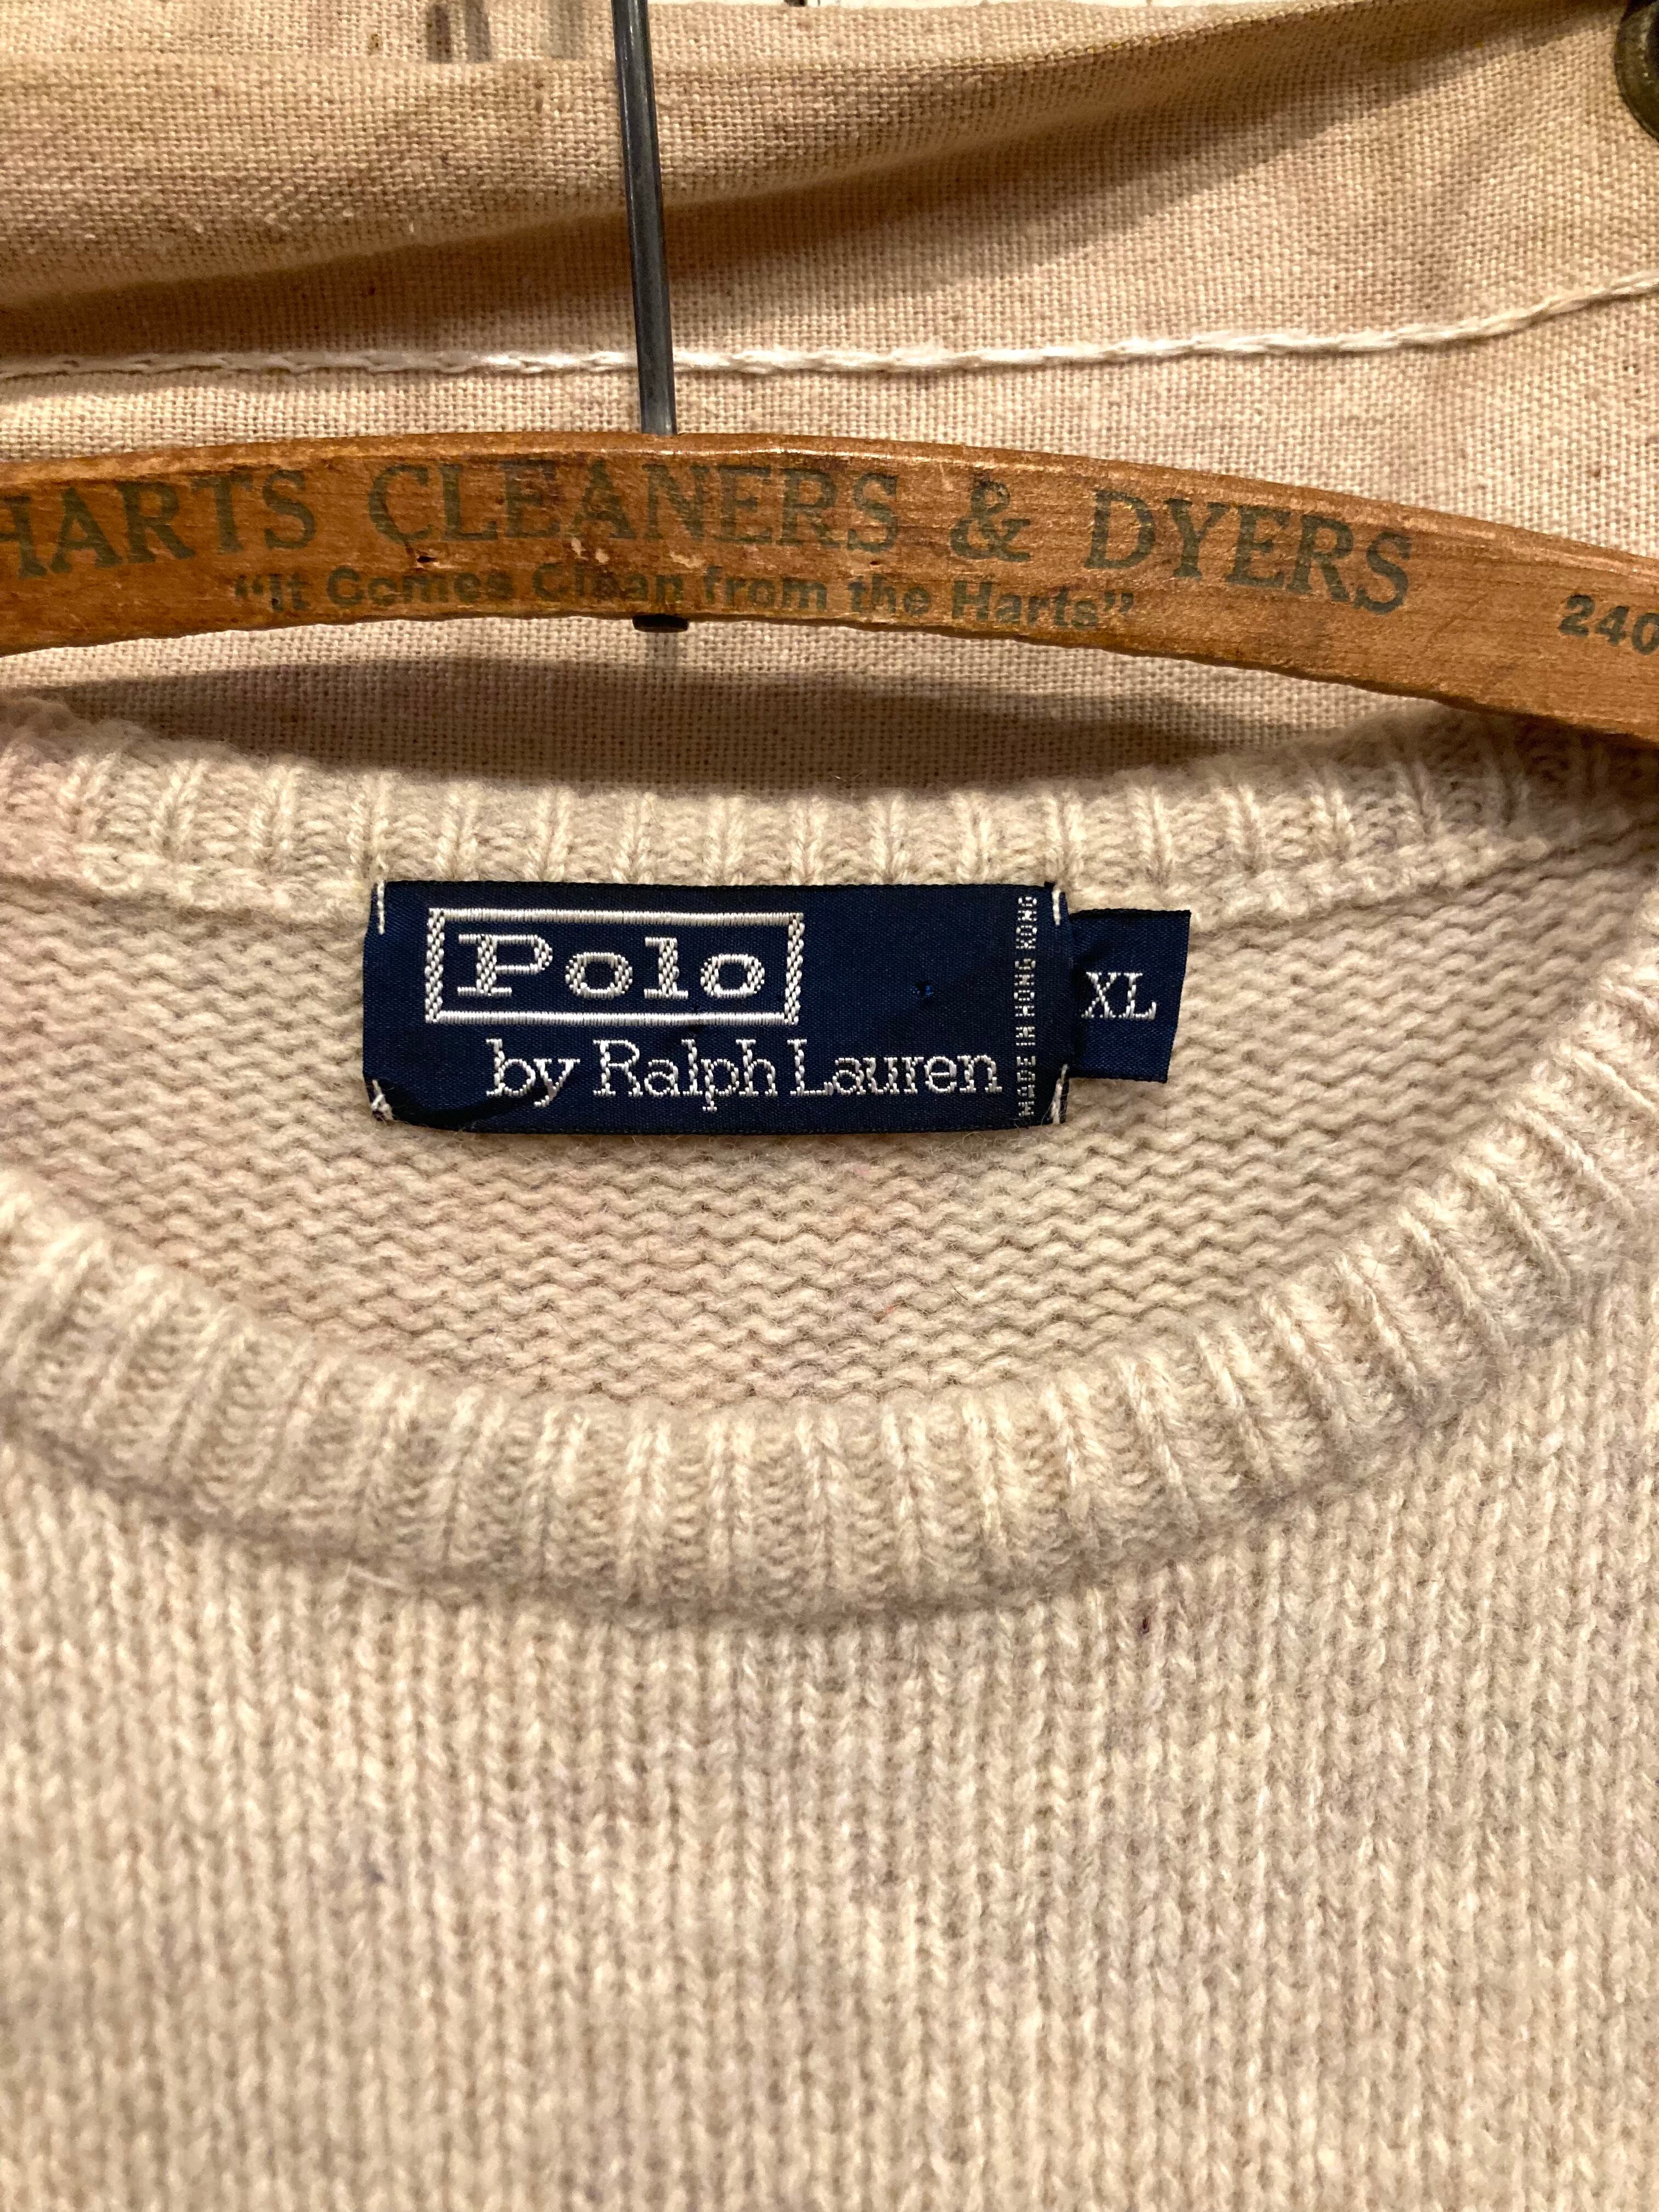 HARTS CLEANERS & DYERS
"It Comes Clean from the Harts"
240
Polo
by Ralph Lauren
MADE IN HONG KONG
XL